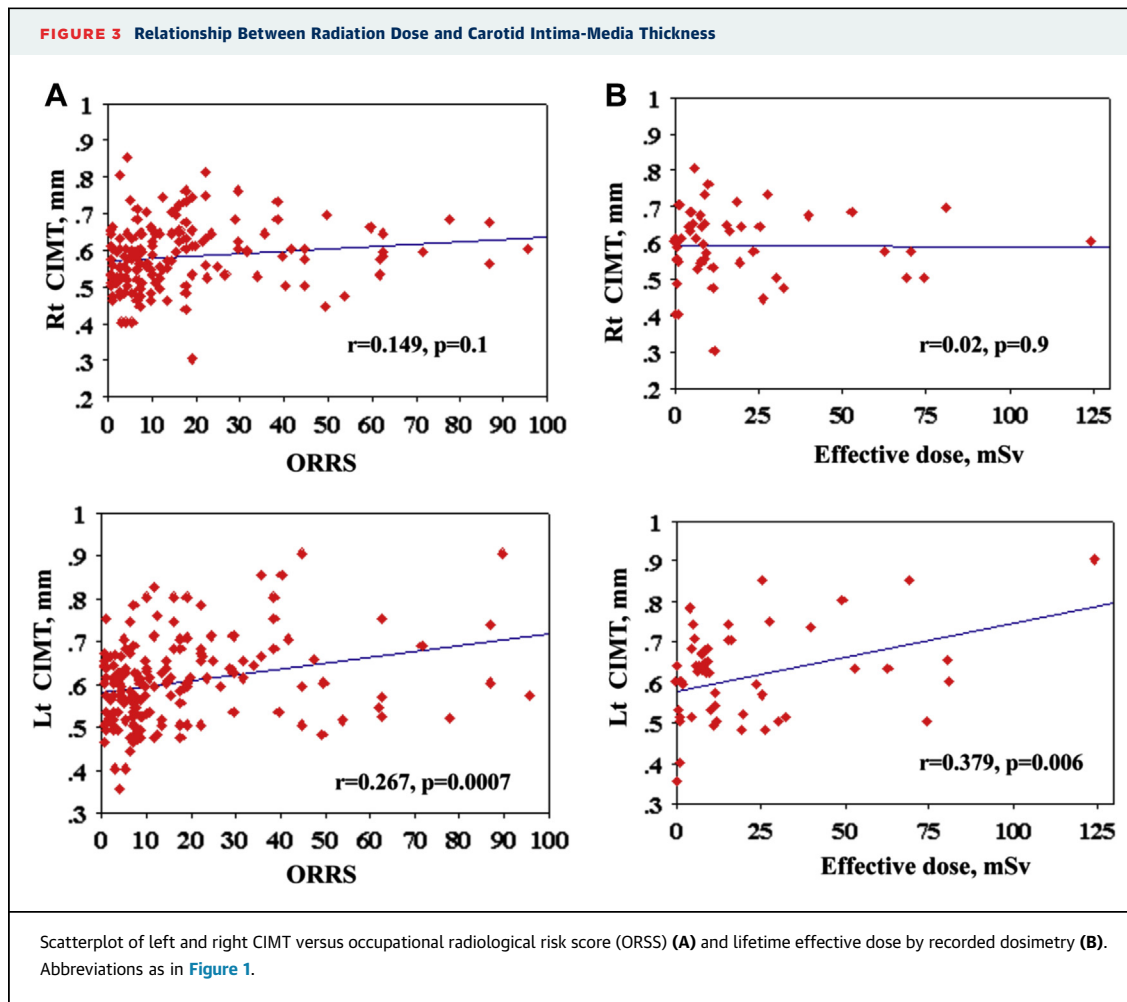 FIGURE 3 Relationship Between Radiation Dose and Carotid Intima-Media Thickness
A
1
.9
.8
.7
.6
.5
.4
.3
.2
Rt CIMT, mm
r=0.149, p=0.1
0 10 20 30 40 50 60 70 80 90 100
ORRS
B
1
.9
.8
.7
.6
.5
.4
.3
.2
Rt CIMT, mm
r=0.02, p=0.9
0 25 50 75 100 125
Effective dose, mSv
1
.9
.8
.7
.6
.5
.4
.3
Lt CIMT, mm
r=0.267, p=0.0007
0 10 20 30 40 50 60 70 80 90 100
ORRS
1
.9
.8
.7
.6
.5
.4
.3
Lt CIMT, mm
r=0.379, p=0.006
0 25 50 75 100 125
Effective dose, mSv
Scatterplot of left and right CIMT versus occupational radiological risk score (ORSS) (A) and lifetime effective dose by recorded dosimetry (B).
Abbreviations as in Figure 1.